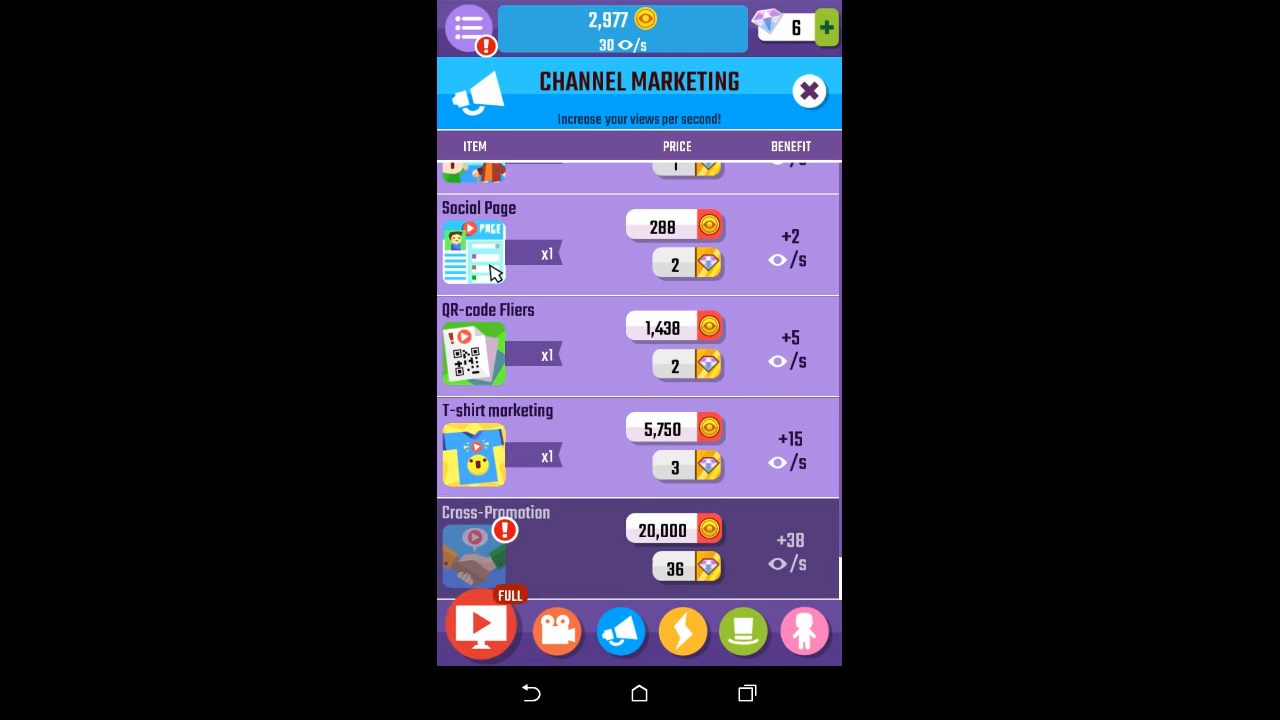 2,977
30 /s
6
CHANNEL MARKETING
Increase your views per second!
ITEM PRICE BENEFIT
1 /s
Social Page
PAGE
x1
288
2
+2
/s
QR-code Fliers
x1
1,438
2
+5
/s
T-shirt marketing
x1
5,750
3
+15
/s
Cross-Promotion
20,000
36
+38
/s
FULL